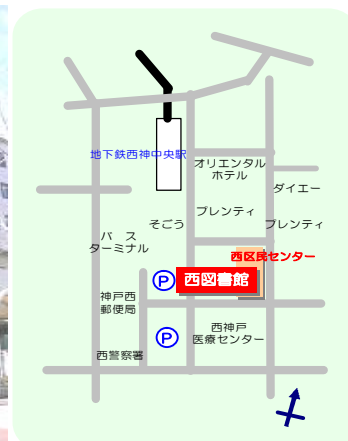 地下鉄西神中央駅
オリエンタル
ホテル
ダイエー
プレンティ
そごう
プレンティ
バス
ターミナル
西区民センター
P
西図書館
神戸西
郵便局
P
西神戸
医療センター
西警察署